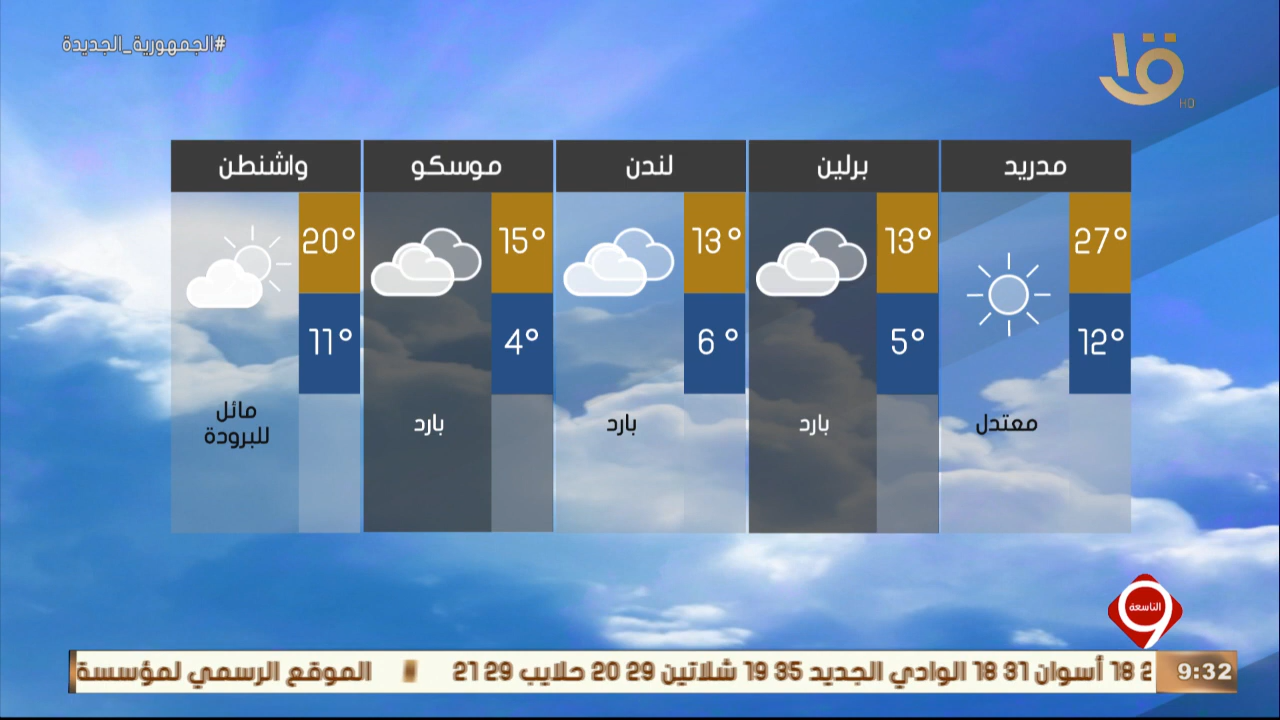 #الجمهورية_الجديدة
HD
مدريد
27°
12°
معتدل
برلين
13°
5°
بارد
لندن
13°
6°
بارد
موسكو
15°
4°
بارد
واشنطن
20°
11°
مائل
للبرودة
التاسعة
9
9:32
18 أسوان 31 18 الوادي الجديد 35 19 شلاتين 29 20 حلايب 29 21 الموقع الرسمي لمؤسسة